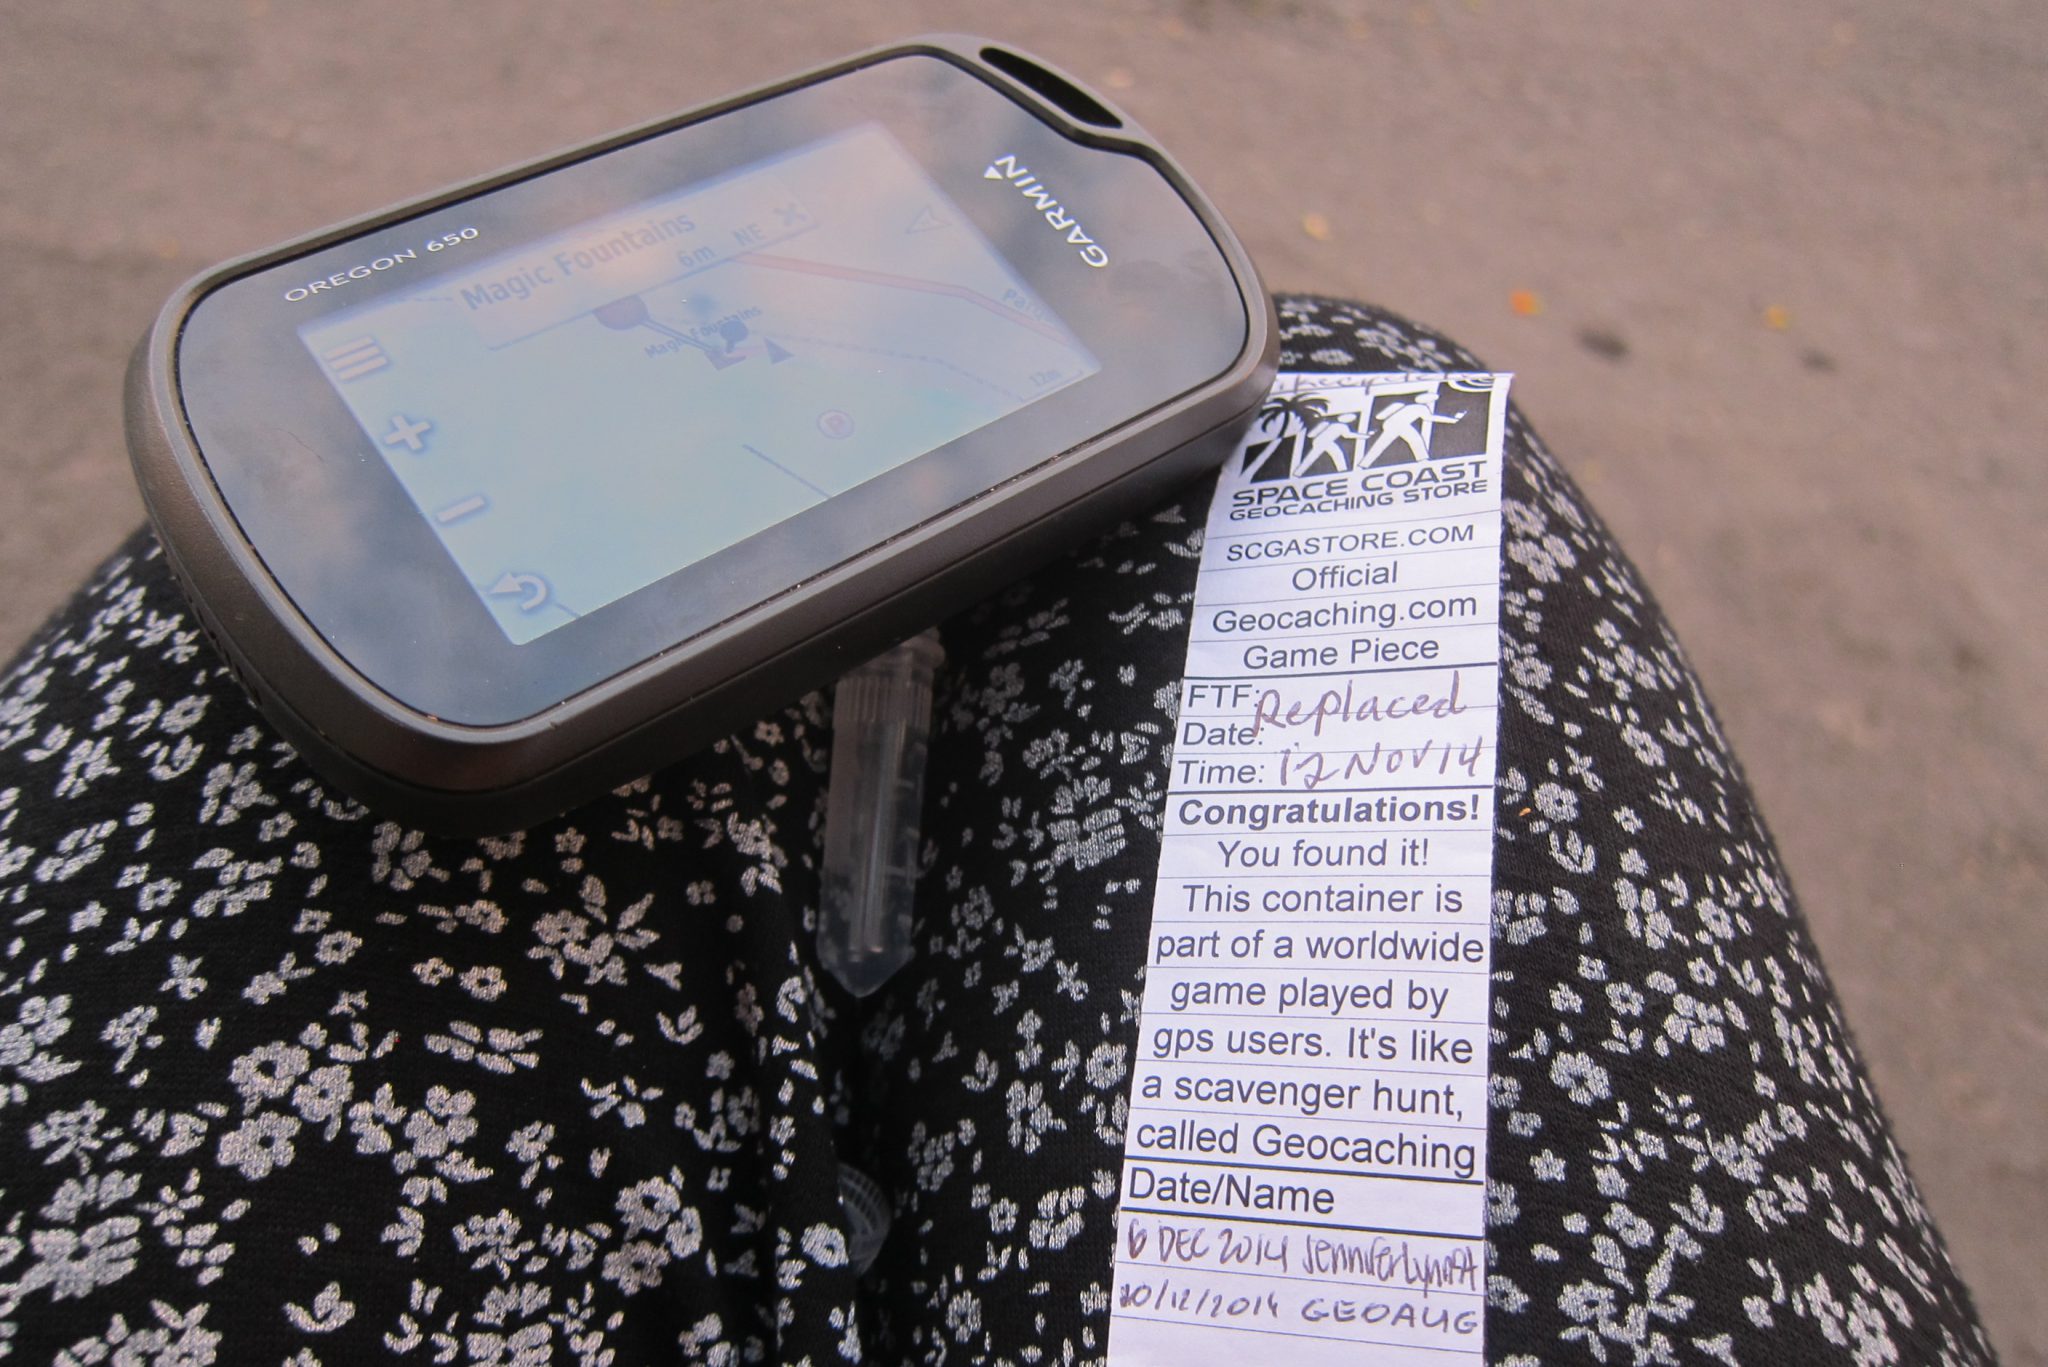 GARMIN
OREGON 650
Magic Fountains
6m NE
Magic Fountains
12m
SPACE COAST
GEOCACHING STORE
SCGASTORE.COM
Official
Geocaching.com
Game Piece
FTF: Replaced
Date:
Time: 12 NOV 14
Congratulations!
You found it!
This container is
part of a worldwide
game played by
gps users. It's like
a scavenger hunt,
called Geocaching
Date/Name
6 DEC 2014
10/12/2014 GEOAUG